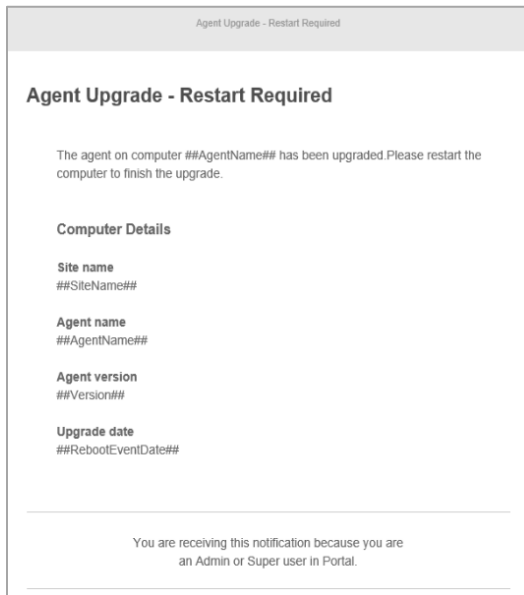 Agent Upgrade - Restart Required
Agent Upgrade - Restart Required
The agent on computer ##AgentName## has been upgraded.Please restart the
computer to finish the upgrade.
Computer Details
Site name
##SiteName##
Agent name
##AgentName##
Agent version
##Version##
Upgrade date
##RebootEventDate##
You are receiving this notification because you are
an Admin or Super user in Portal.